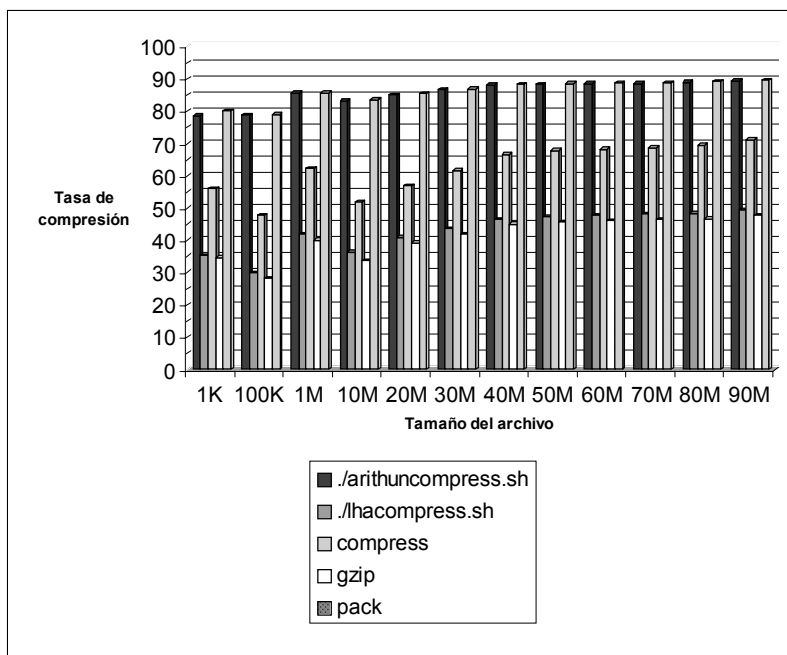 100
90
80
70
60
50
40
30
20
10
0
Tasa de
compresión
1K 100K 1M 10M 20M 30M 40M 50M 60M 70M 80M 90M
Tamaño del archivo
./arithuncompress.sh
./lhacompress.sh
compress
gzip
pack